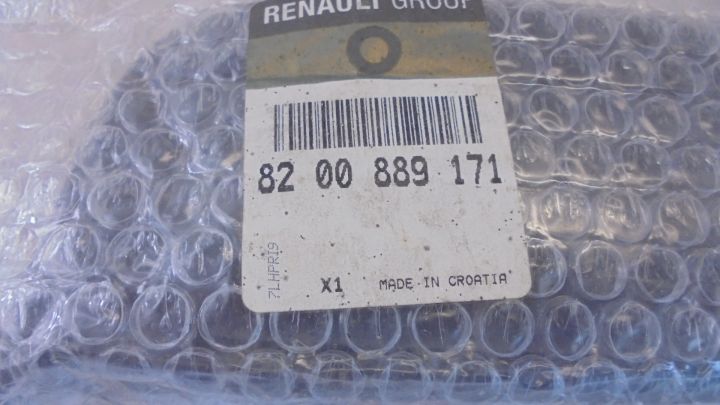 RENAULT GROUP
82 00 889 171
7LHPRI9
X1
MADE IN CROATIA